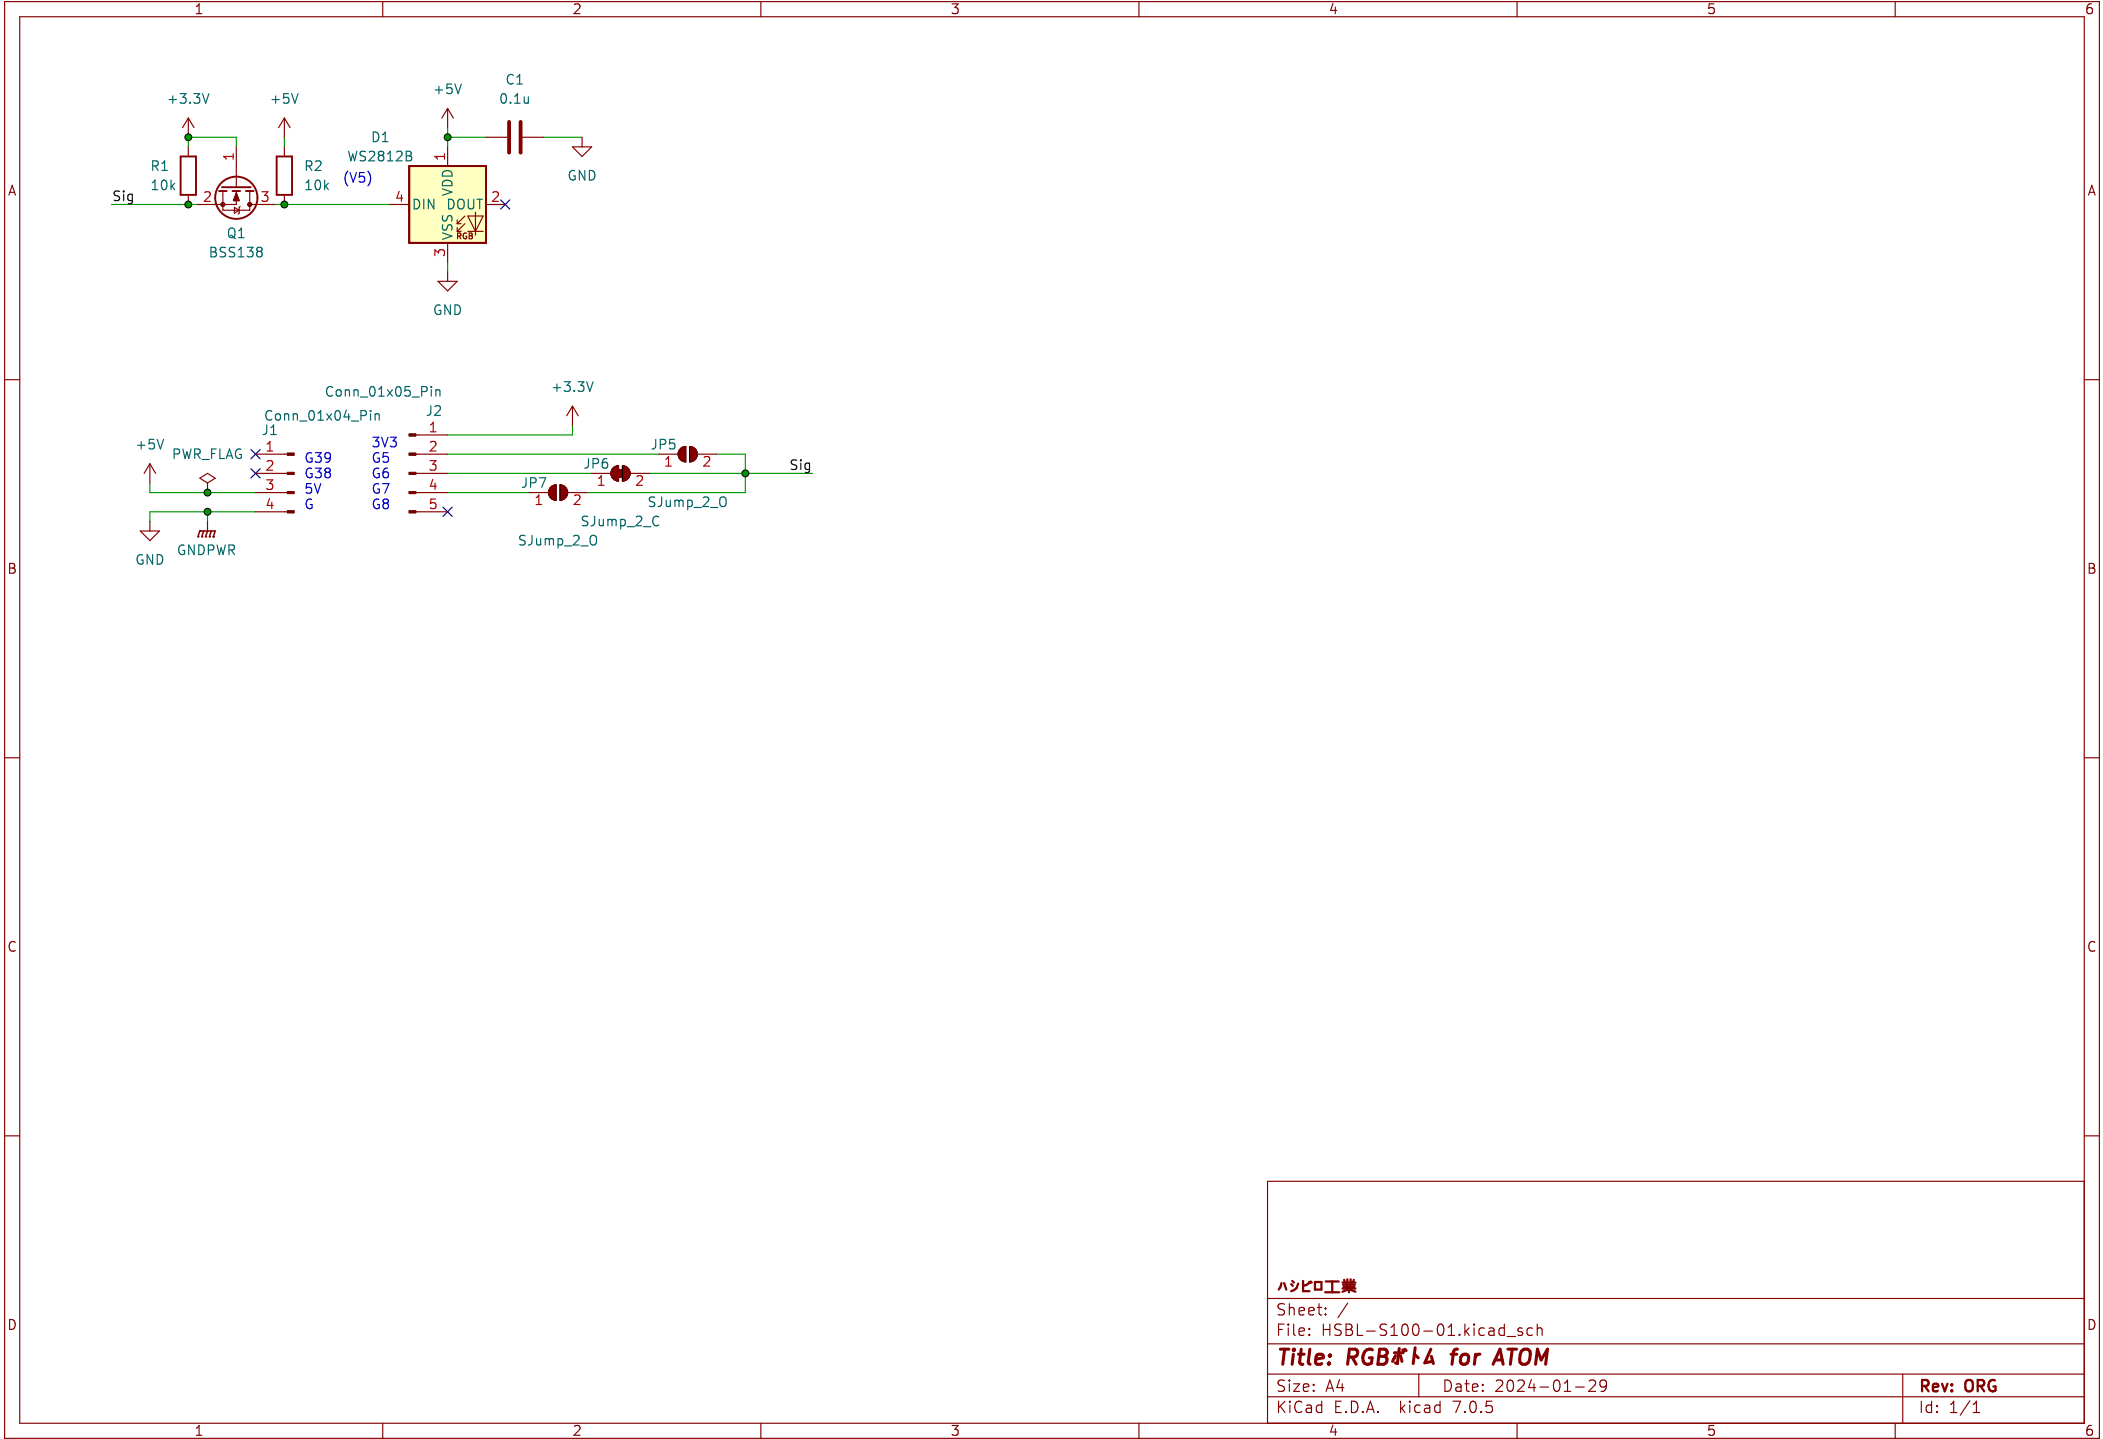 1 2 3 4 5 6
A A
B B
C C
D D
+3.3V
+5V
R1
10k
1
2
3
Sig
Q1
BSS138
R2
10k
D1
WS2812B
(V5)
+5V
C1
0.1u
GND
1
VDD
4
DIN
DOUT
2
VSS
RGB
3
GND
Conn_01x05_Pin
J2
Conn_01x04_Pin
J1
+5V
PWR_FLAG
1
2
3
4
G39
G38
5V
G
GND
GNDPWR
3V3
G5
G6
G7
G8
1
2
3
4
5
+3.3V
JP5
1 2
SJump_2_O
JP6
1 2
SJump_2_C
JP7
1 2
SJump_2_O
Sig
ハシビロ工業
Sheet: /
File: HSBL-S100-01.kicad_sch
Title: RGBボトム for ATOM
Size: A4
Date: 2024-01-29
Rev: ORG
KiCad E.D.A. kicad 7.0.5
Id: 1/1
1 2 3 4 5 6